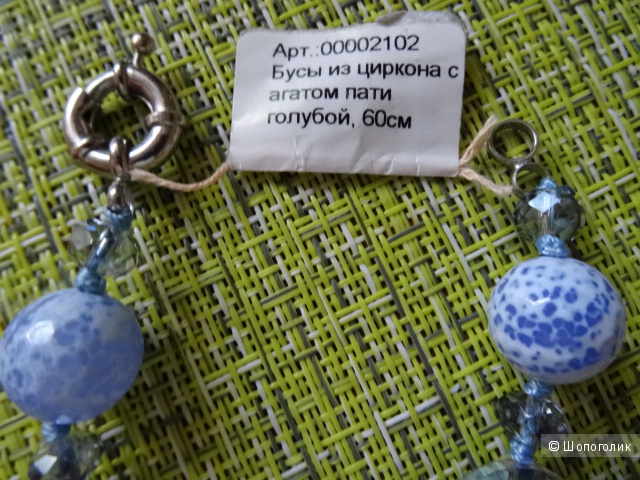 Арт.:00002102
Бусы из циркона с
агатом пати
голубой, 60см
© Шопоголик